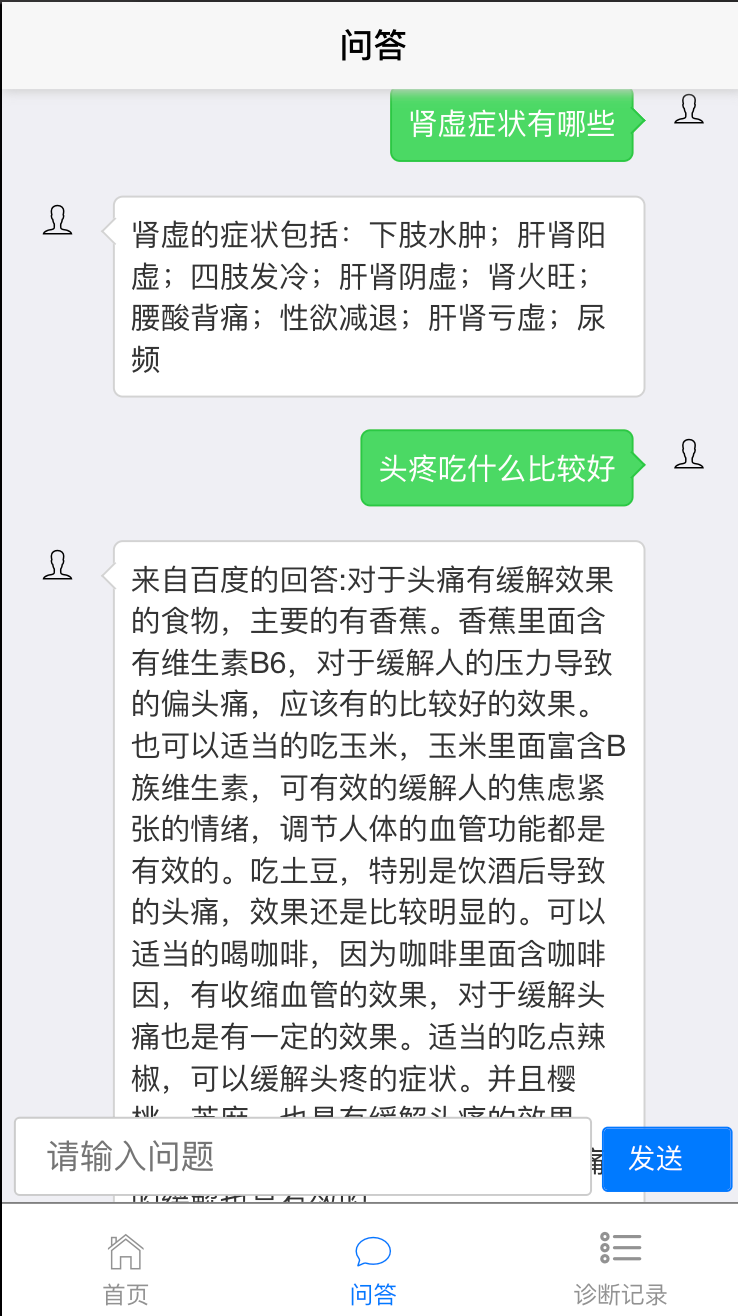 问答
肾虚症状有哪些
肾虚的症状包括：下肢水肿；肝肾阳
虚；四肢发冷；肝肾阴虚；肾火旺；
腰酸背痛；性欲减退；肝肾亏虚；尿
频
头疼吃什么比较好
来自百度的回答:对于头痛有缓解效果
的食物，主要的有香蕉。香蕉里面含
有维生素B6，对于缓解人的压力导致
的偏头痛，应该有的比较好的效果。
也可以适当的吃玉米，玉米里面富含B
族维生素，可有效的缓解人的焦虑紧
张的情绪，调节人体的血管功能都是
有效的。吃土豆，特别是饮酒后导致
的头痛，效果还是比较明显的。可以
适当的喝咖啡，因为咖啡里面含咖啡
因，有收缩血管的效果，对于缓解头
痛也是有一定的效果。适当的吃点辣
椒，可以缓解头疼的症状。并且樱
桃、芝麻，也是有缓解头痛的效果
请输入问题
发送
首页
问答
诊断记录